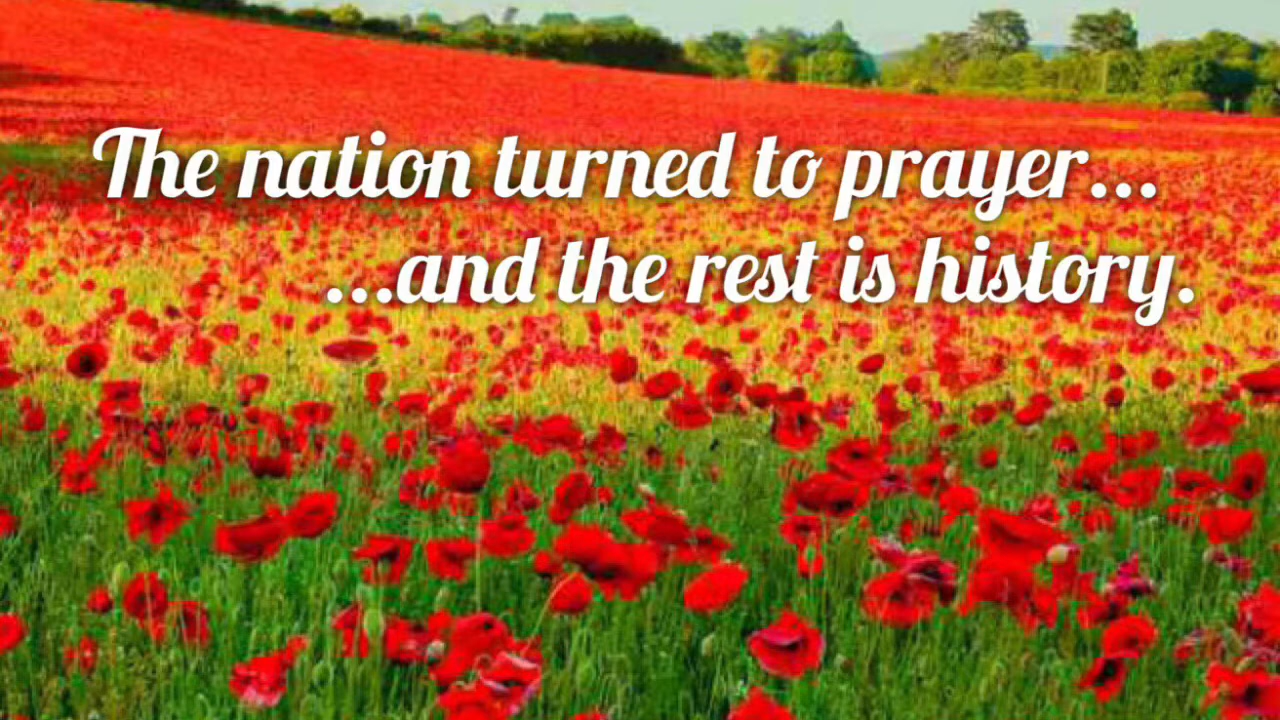 The nation turned to prayer...
...and the rest is history.